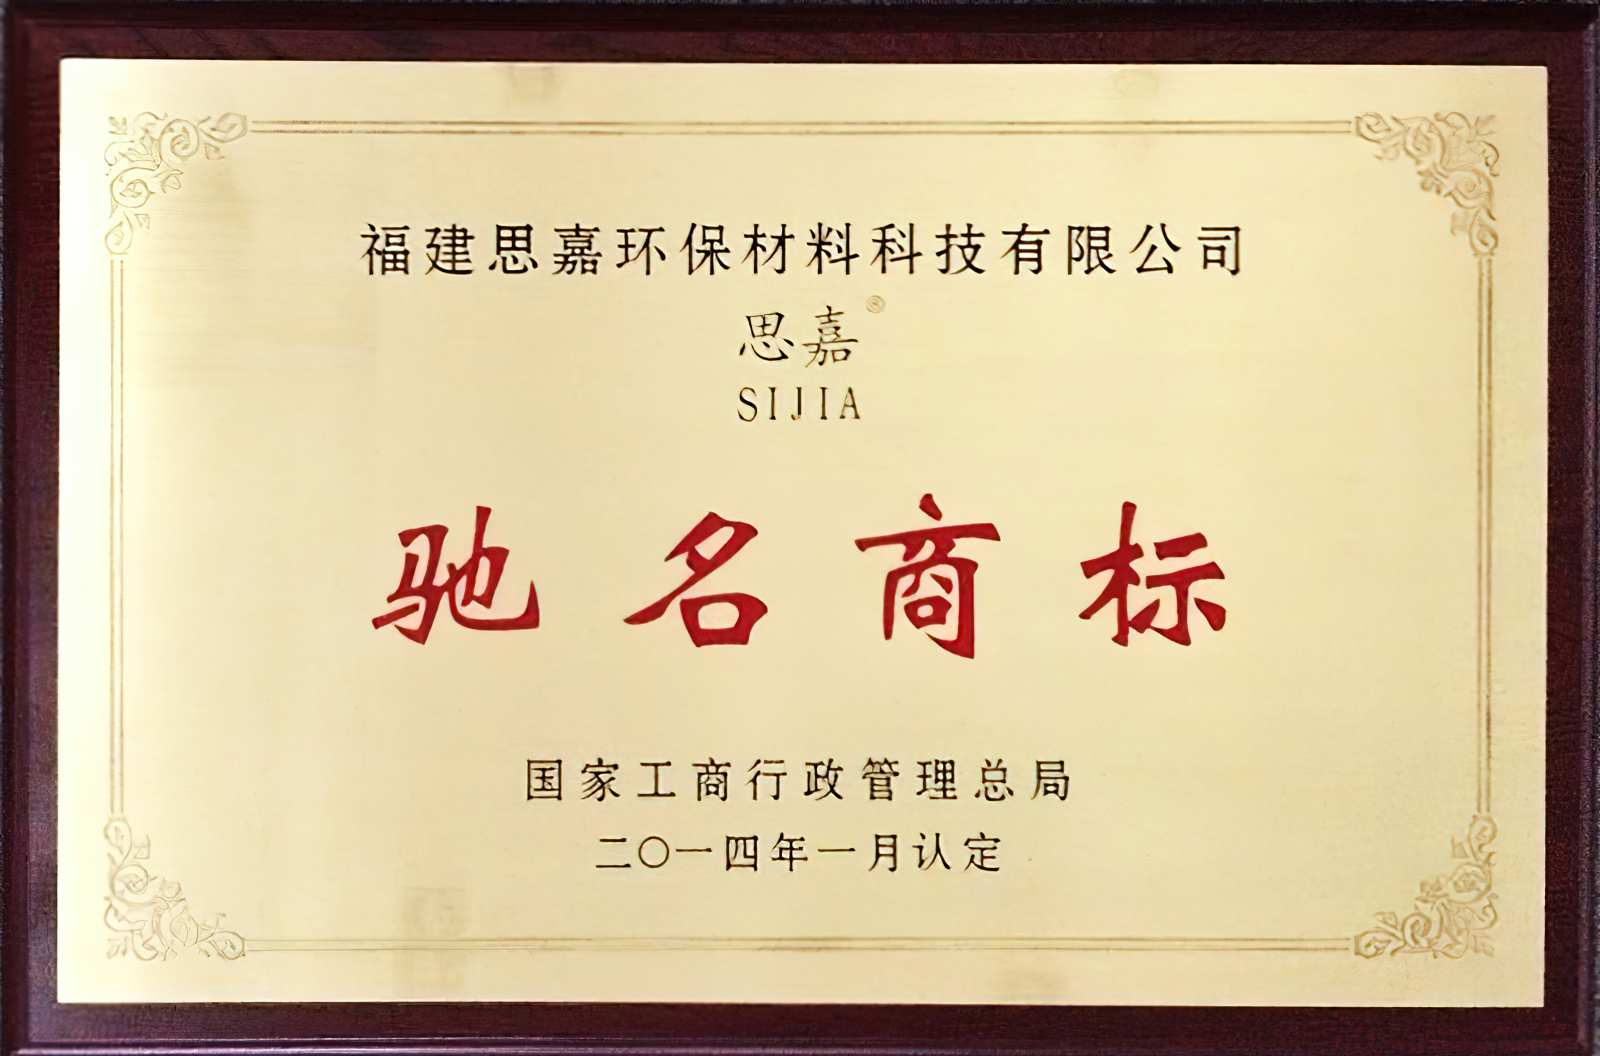 福建思嘉环保材料科技有限公司
思嘉®
SIJIA
驰名商标
国家工商行政管理总局
二〇一四年一月认定